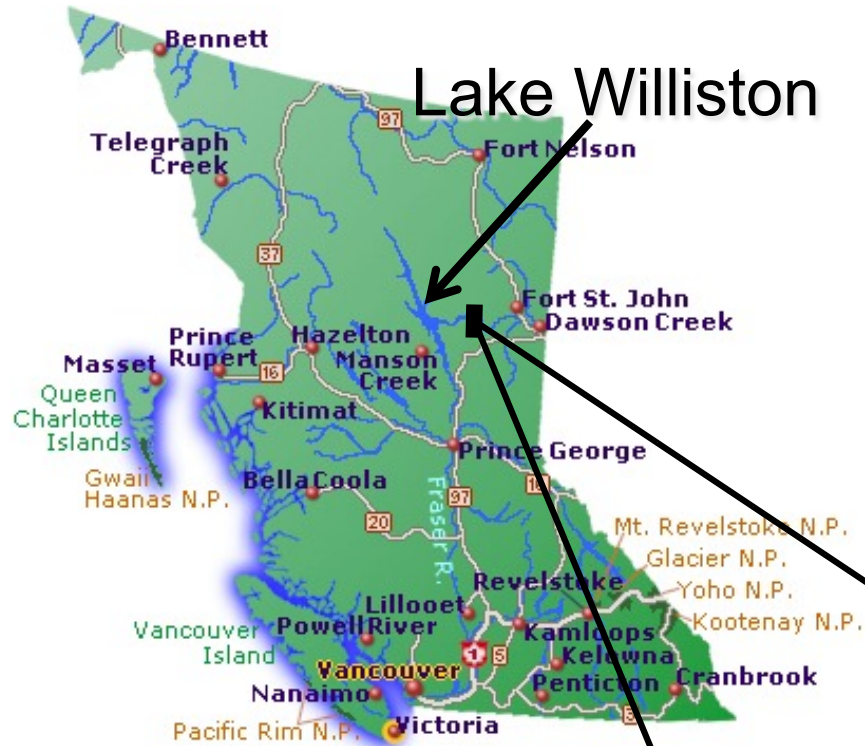 Bennett
Lake Williston
97
Telegraph
Creek
Fort Nelson
37
Fort St. John
Dawson Creek
Prince
Rupert
Hazelton
Manson
Creek
Masset
16
Queen
Charlotte
Islands
Kitimat
Prince George
Gwaii
Haanas N.P.
Bella Coola
Fraser R.
97
16
20
Mt. Revelstoke N.P.
Glacier N.P.
Revelstoke
Yoho N.P.
Kootenay N.P.
Lillooet
Vancouver
Island
Powell River
Kamloops
1
5
Kelowna
Vancouver
Penticton
Cranbrook
Nanaimo
Pacific Rim N.P.
Victoria